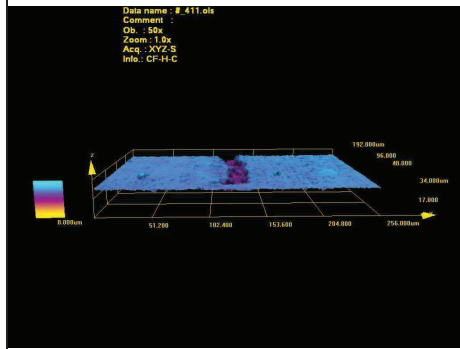 Data name : #_411.ols
Comment :
Ob. : 50x
Zoom : 1.0x
Acq. : XYZ-S
Info.: CF-H-C
z
192.000um
96.000
48.000
34.000um
17.000
0.000um
51.200
102.400
153.600
204.800
256.000um